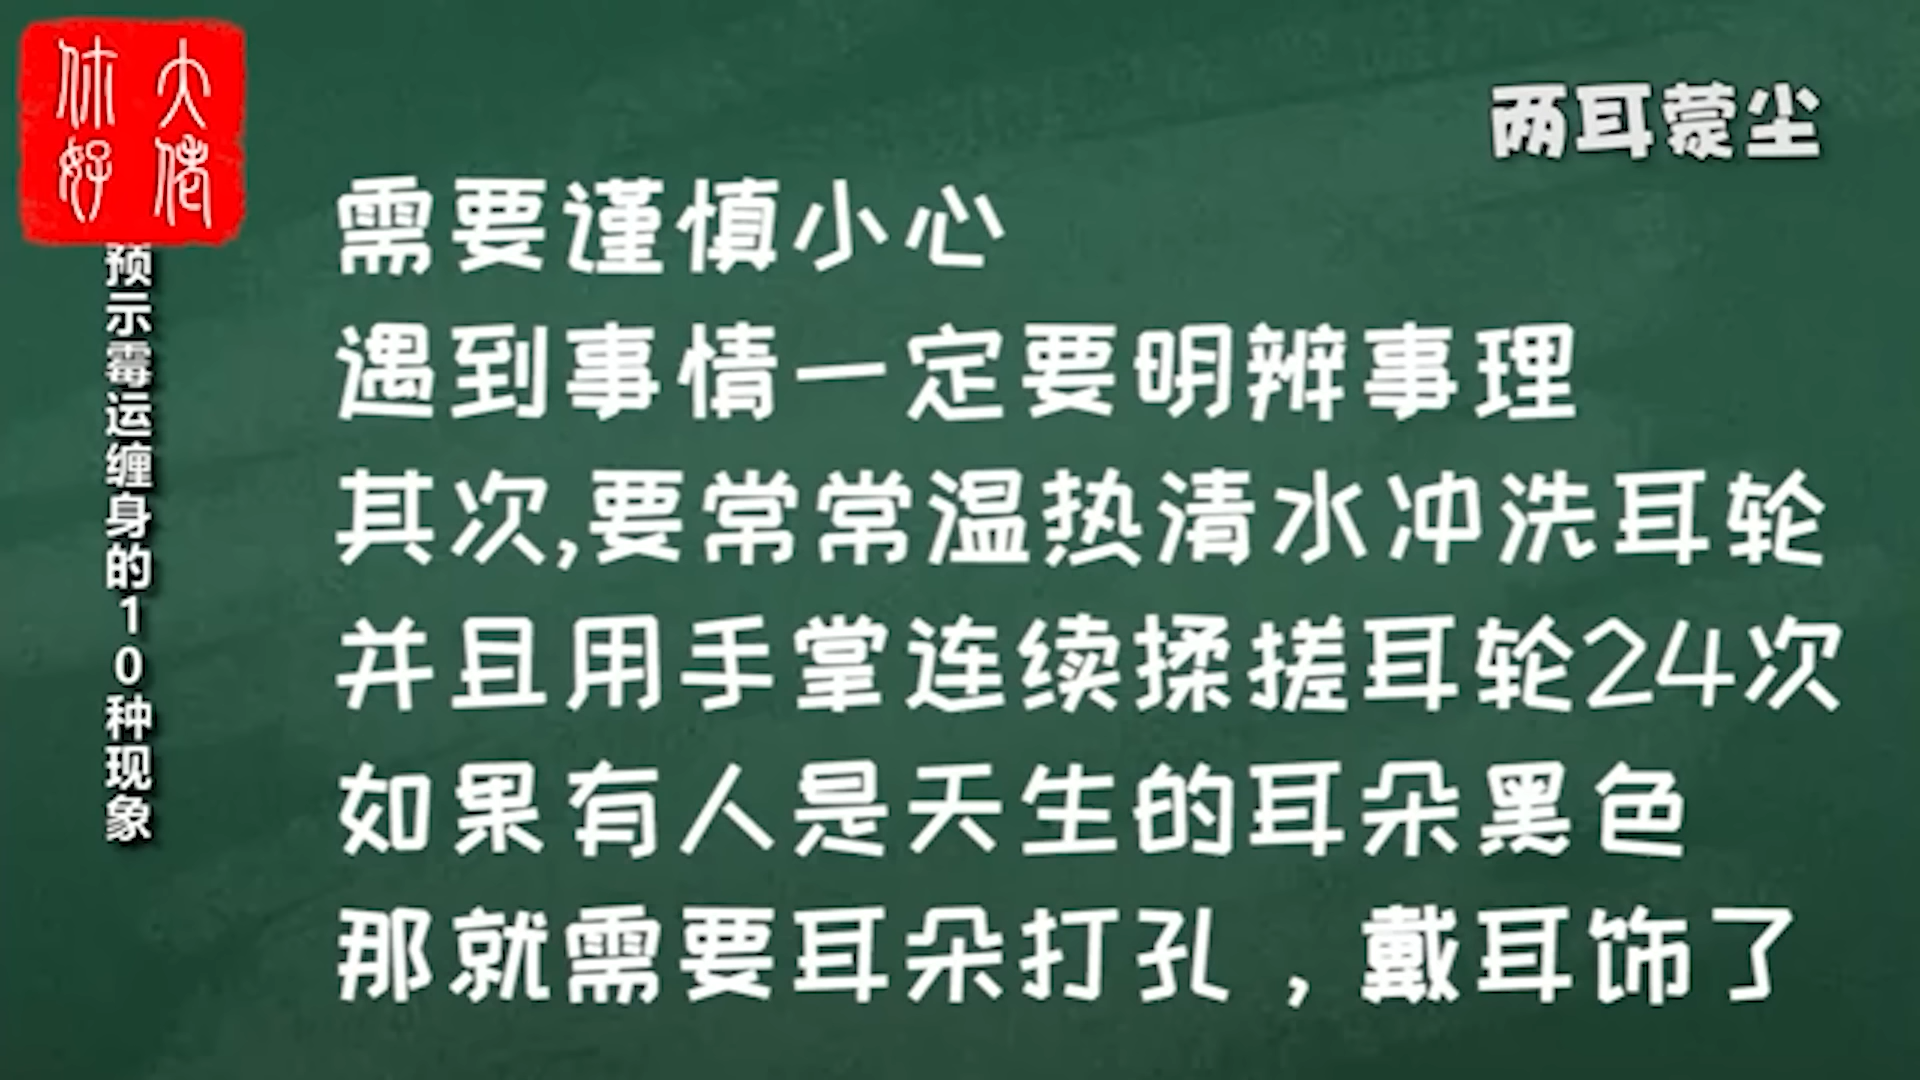 大佬
你好
预示霉运缠身的10种现象
两耳蒙尘
需要谨慎小心
遇到事情一定要明辨事理
其次,要常常温热清水冲洗耳轮
并且用手掌连续揉搓耳轮24次
如果有人是天生的耳朵黑色
那就需要耳朵打孔，戴耳饰了